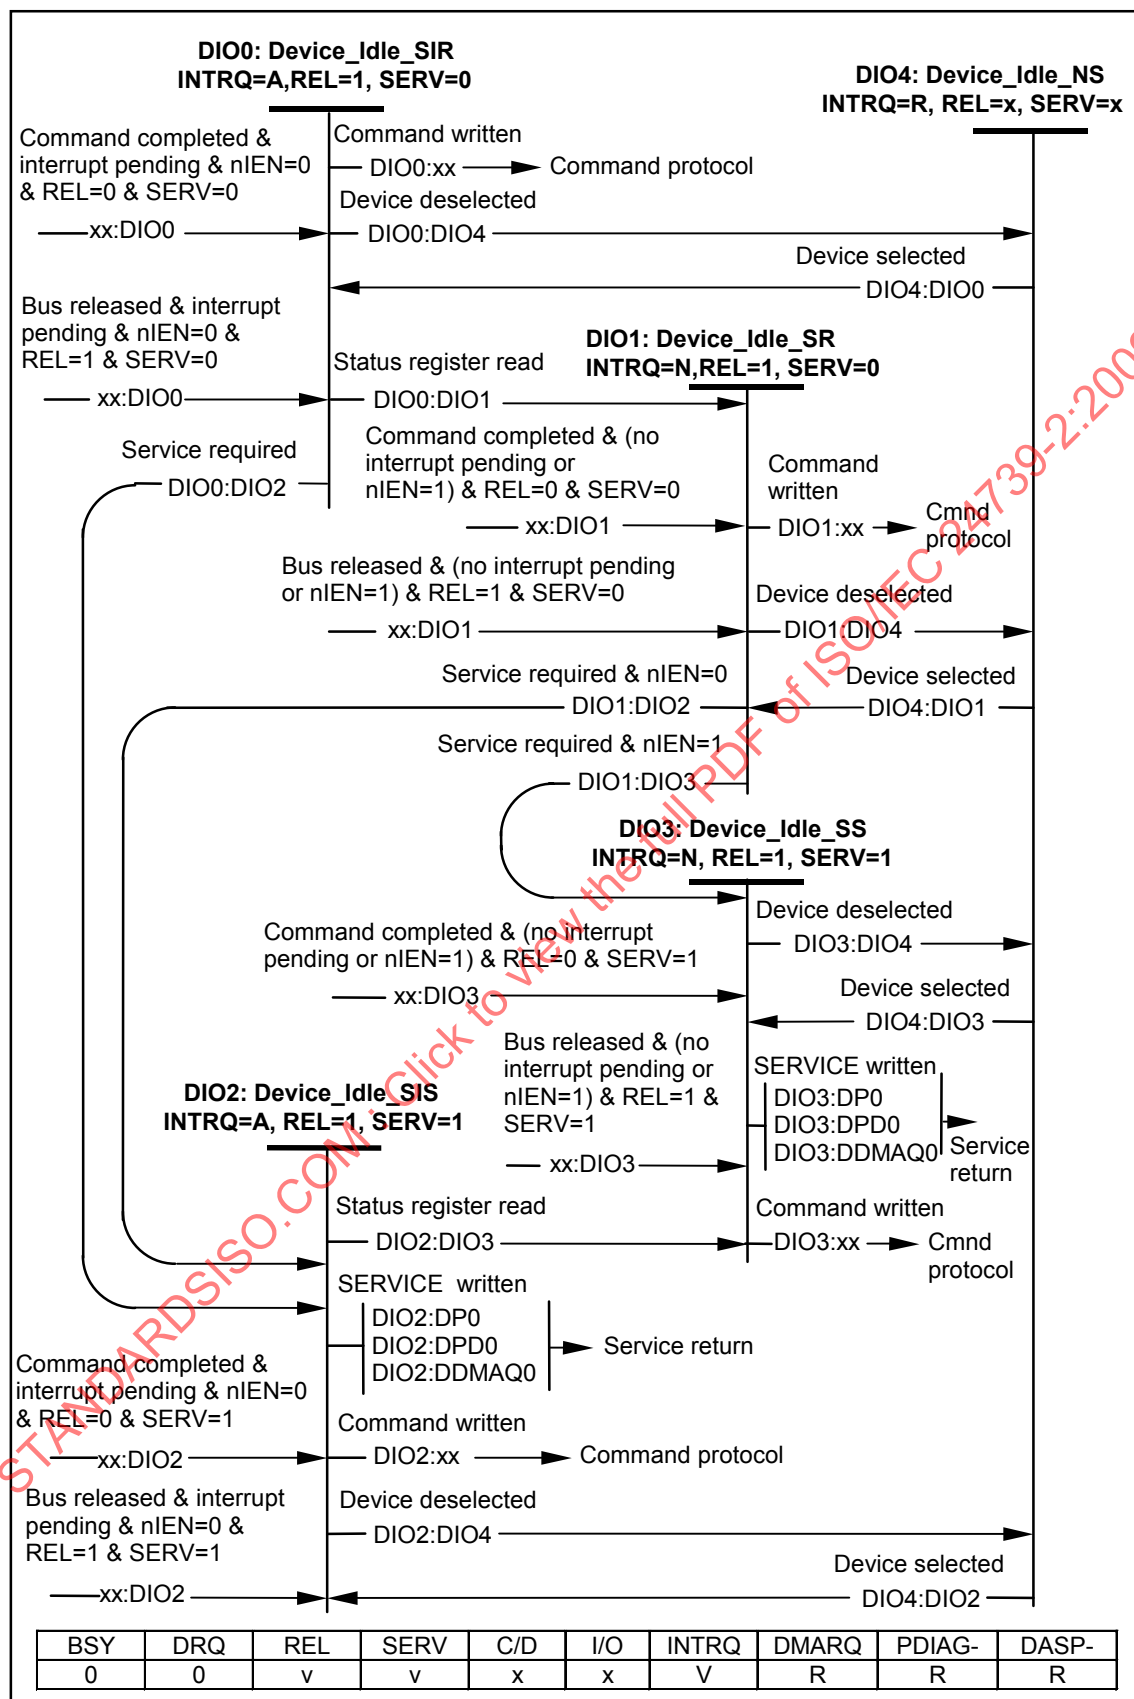 DIO0: Device_Idle_SIR
INTRQ=A,REL=1, SERV=0
DIO4: Device_Idle_NS
INTRQ=R, REL=x, SERV=x
Command completed &
interrupt pending & nIEN=0
& REL=0 & SERV=0
xx:DIO0
Command written
DIO0:xx
Command protocol
Device deselected
DIO0:DIO4
Device selected
DIO4:DIO0
Bus released & interrupt
pending & nIEN=0 &
REL=1 & SERV=0
xx:DIO0
DIO1: Device_Idle_SR
INTRQ=N,REL=1, SERV=0
Status register read
DIO0:DIO1
Service required
DIO0:DIO2
Command completed & (no
interrupt pending or
nIEN=1) & REL=0 & SERV=0
xx:DIO1
Command
written
DIO1:xx
Cmnd
protocol
Bus released & (no interrupt pending
or nIEN=1) & REL=1 & SERV=0
xx:DIO1
Device deselected
DIO1:DIO4
Service required & nIEN=0
DIO1:DIO2
Device selected
DIO4:DIO1
Service required & nIEN=1
DIO1:DIO3
DIO3: Device_Idle_SS
INTRQ=N, REL=1, SERV=1
Device deselected
DIO3:DIO4
Command completed & (no interrupt
pending or nIEN=1) & REL=0 & SERV=1
xx:DIO3
Device selected
DIO4:DIO3
Bus released & (no
interrupt pending or
nIEN=1) & REL=1 &
SERV=1
xx:DIO3
SERVICE written
DIO3:DP0
DIO3:DPD0
DIO3:DDMAQ0
Service
return
DIO2: Device_Idle_SIS
INTRQ=A, REL=1, SERV=1
Status register read
DIO2:DIO3
Command written
DIO3:xx
Cmnd
protocol
SERVICE written
DIO2:DP0
DIO2:DPD0
DIO2:DDMAQ0
Service return
Command completed &
interrupt pending & nIEN=0
& REL=0 & SERV=1
xx:DIO2
Command written
DIO2:xx
Command protocol
Bus released & interrupt
pending & nIEN=0 &
REL=1 & SERV=1
xx:DIO2
Device deselected
DIO2:DIO4
Device selected
DIO4:DIO2
BSY DRQ REL SERV C/D I/O INTRQ DMARQ PDIAG- DASP-
0 0 v v x x V R R R
STANDARDSISO.COM : Click to view the full PDF of ISO/IEC 24739-2:200